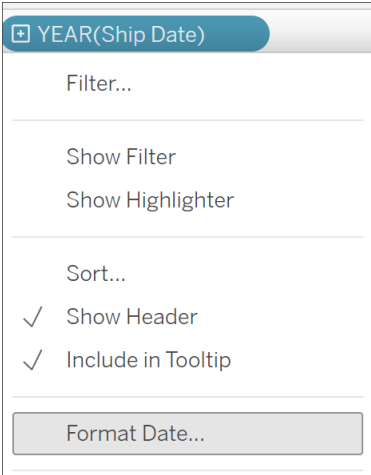 YEAR(Ship Date)
Filter...
Show Filter
Show Highlighter
Sort...
Show Header
Include in Tooltip
Format Date...